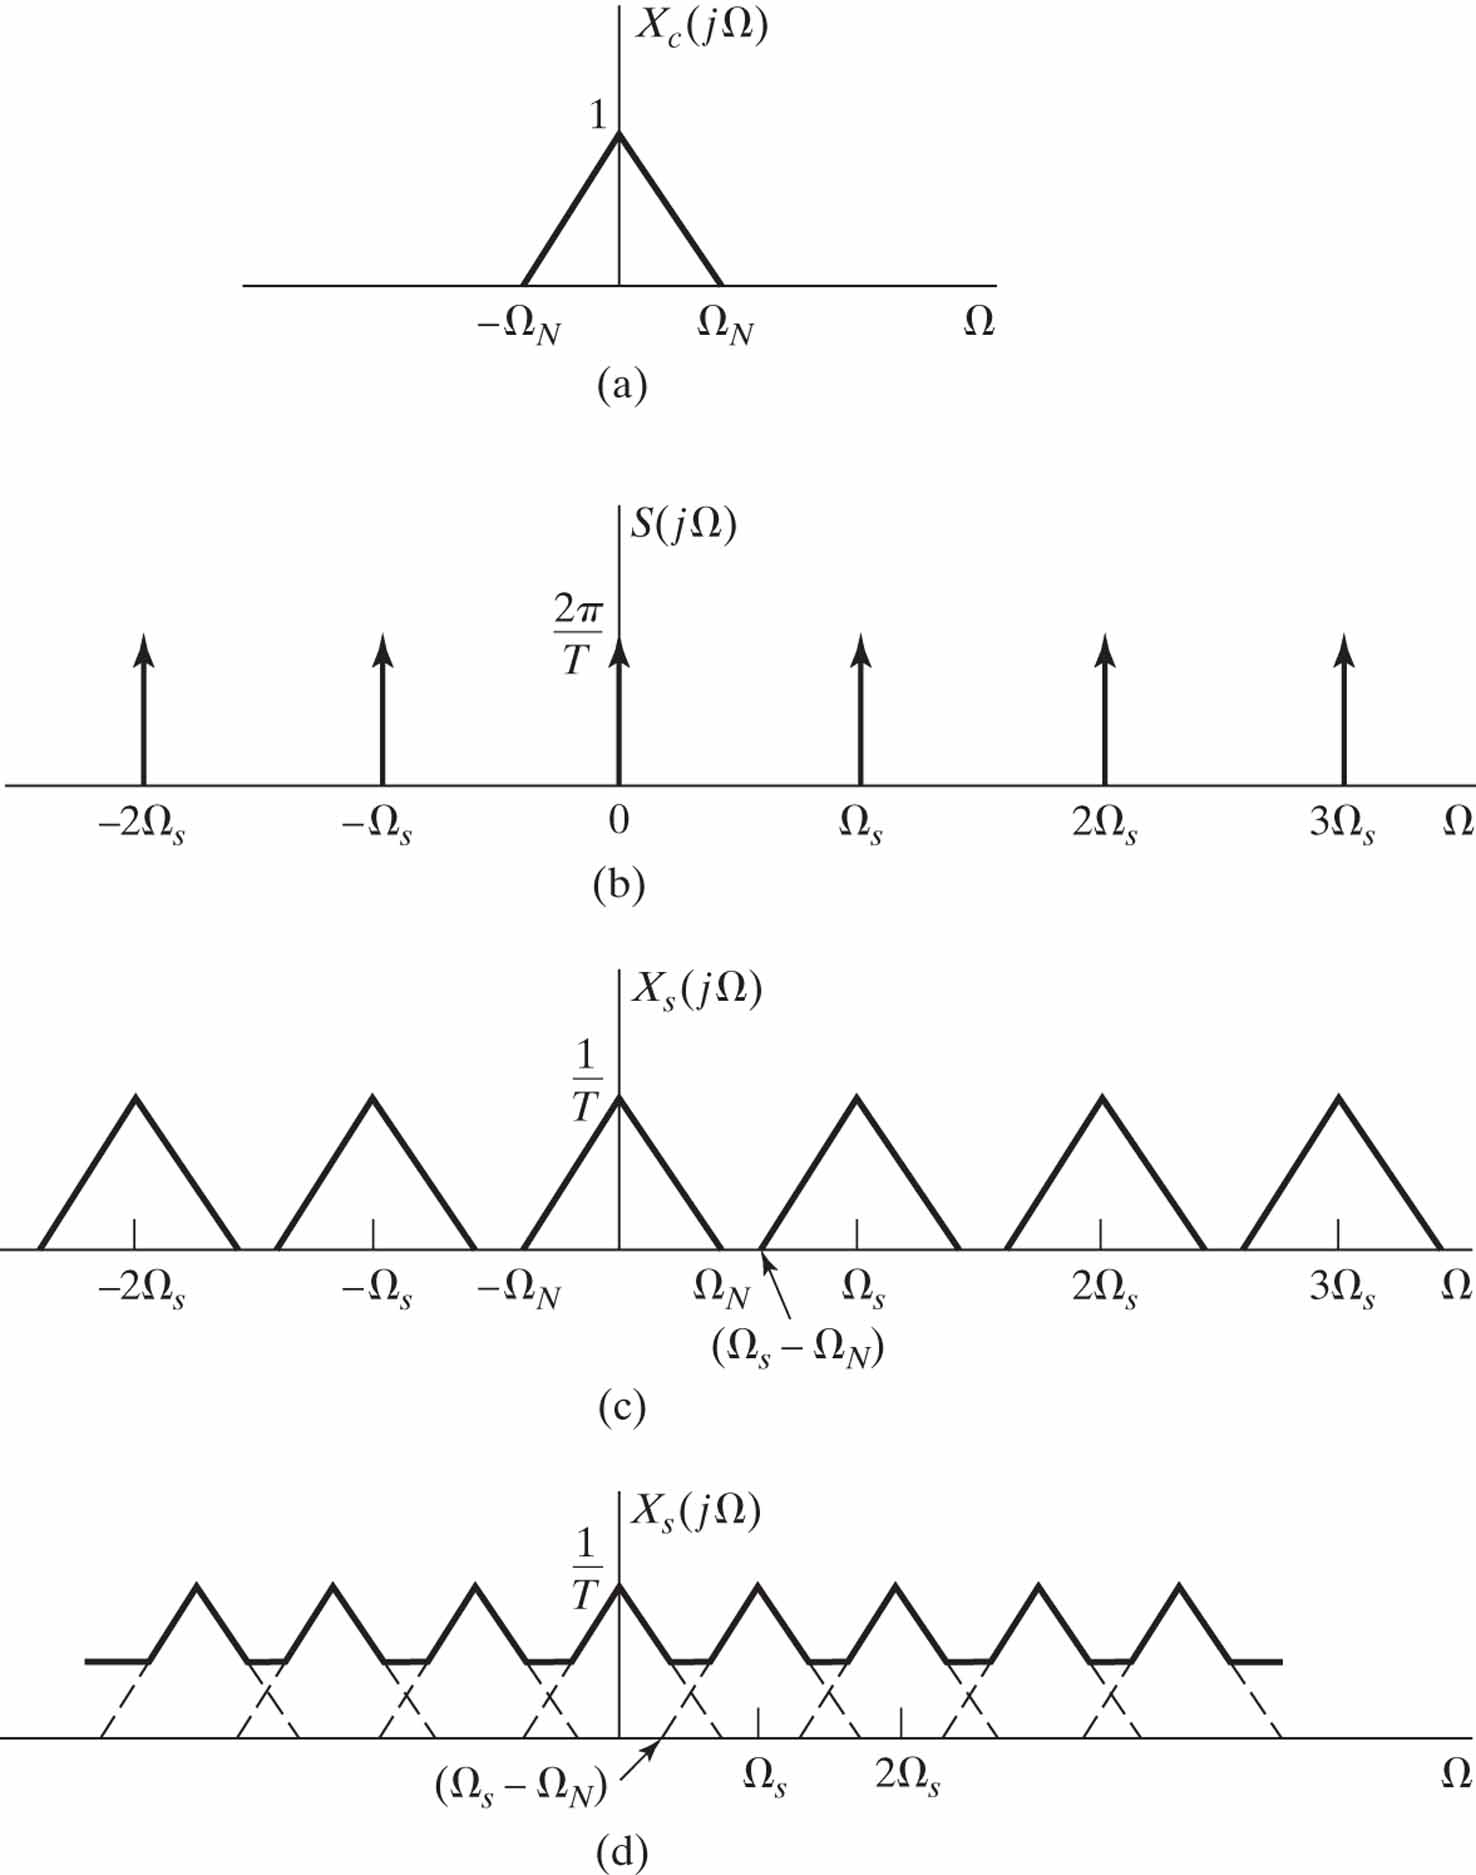 X_c(jΩ)
1
−Ω_N Ω_N Ω
(a)
S(jΩ)
2π/T
−2Ω_s −Ω_s 0 Ω_s 2Ω_s 3Ω_s Ω
(b)
X_s(jΩ)
1/T
−2Ω_s −Ω_s −Ω_N Ω_N Ω_s 2Ω_s 3Ω_s Ω
(Ω_s − Ω_N)
(c)
X_s(jΩ)
1/T
(Ω_s − Ω_N) Ω_s 2Ω_s Ω
(d)